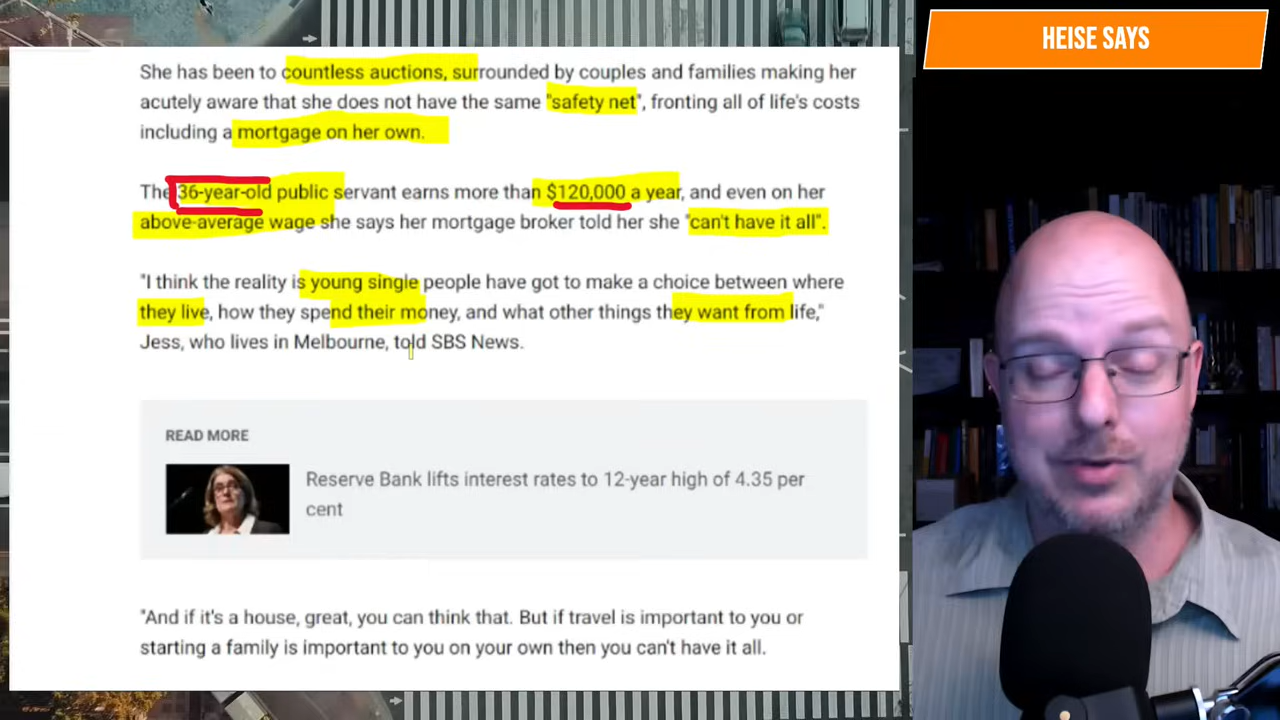 HEISE SAYS
She has been to countless auctions, surrounded by couples and families making her
acutely aware that she does not have the same "safety net", fronting all of life's costs
including a mortgage on her own.
The 36-year-old public servant earns more than $120,000 a year, and even on her
above-average wage she says her mortgage broker told her she "can't have it all".
"I think the reality is young single people have got to make a choice between where
they live, how they spend their money, and what other things they want from life,"
Jess, who lives in Melbourne, told SBS News.
READ MORE
Reserve Bank lifts interest rates to 12-year high of 4.35 per
cent
"And if it's a house, great, you can think that. But if travel is important to you or
starting a family is important to you on your own then you can't have it all.